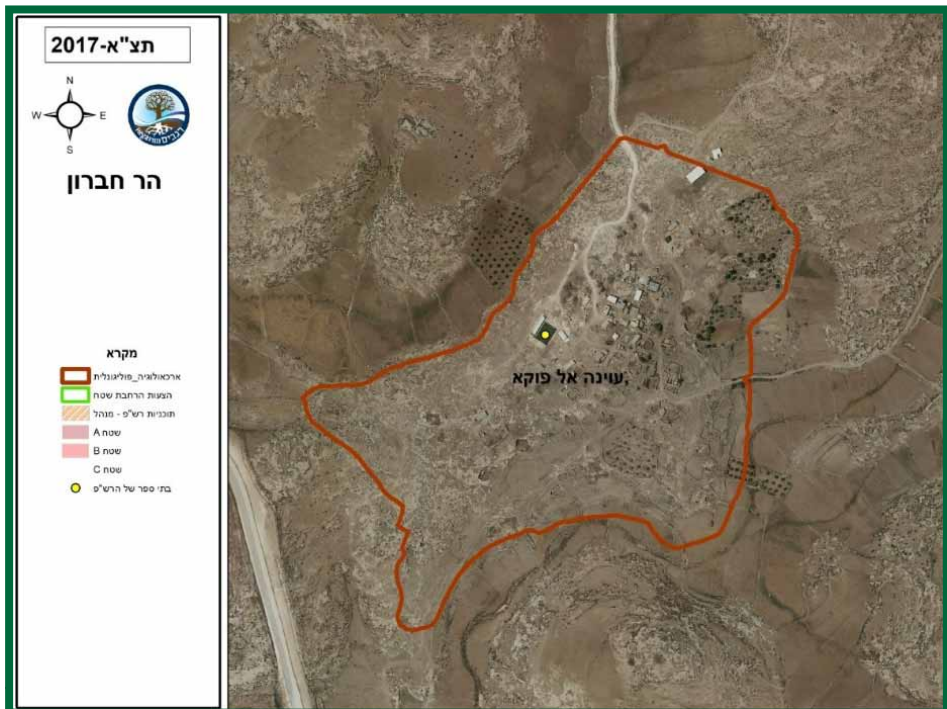 תצ"א-2017
N
W E
S
רגבים
הר חברון
מקרא
ארכאולוגיה_פוליגונלית
הצעות הרחבת שטח
תוכניות רש"פ - מנהל
שטח A
שטח B
שטח C
בתי ספר של הרש"פ
עוינה אל פוקא,